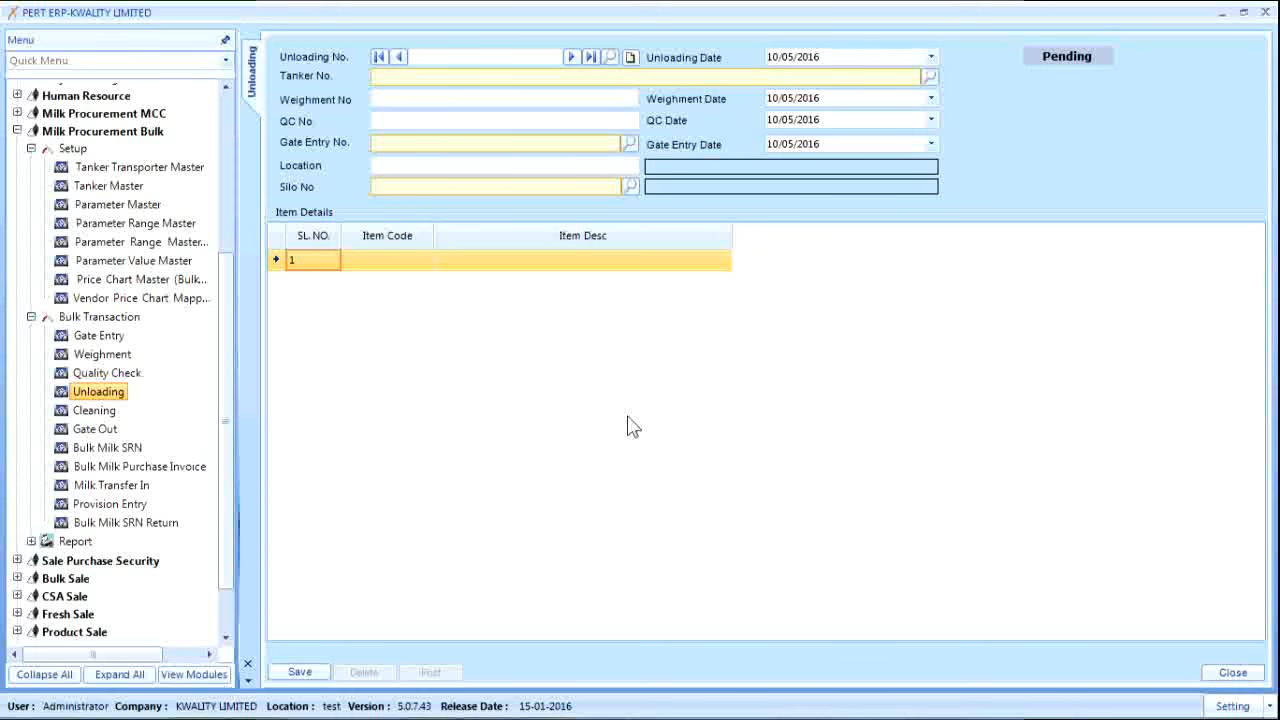 PERT ERP-KWALITY LIMITED
Menu
Quick Menu
Human Resource
Milk Procurement MCC
Milk Procurement Bulk
Setup
Tanker Transporter Master
Tanker Master
Parameter Master
Parameter Range Master
Parameter Range Master...
Parameter Value Master
Price Chart Master (Bulk...
Vendor Price Chart Mapp...
Bulk Transaction
Gate Entry
Weighment
Quality Check
Unloading
Cleaning
Gate Out
Bulk Milk SRN
Bulk Milk Purchase Invoice
Milk Transfer In
Provision Entry
Bulk Milk SRN Return
Report
Sale Purchase Security
Bulk Sale
CSA Sale
Fresh Sale
Product Sale
Collapse All Expand All View Modules
Unloading
Unloading No. Unloading Date 10/05/2016 Pending
Tanker No.
Weighment No Weighment Date 10/05/2016
QC No QC Date 10/05/2016
Gate Entry No. Gate Entry Date 10/05/2016
Location
Silo No
Item Details
SL. NO. Item Code Item Desc
1
Save Delete Post Close
User : Administrator Company : KWALITY LIMITED Location : test Version : 5.0.7.43 Release Date : 15-01-2016 Setting